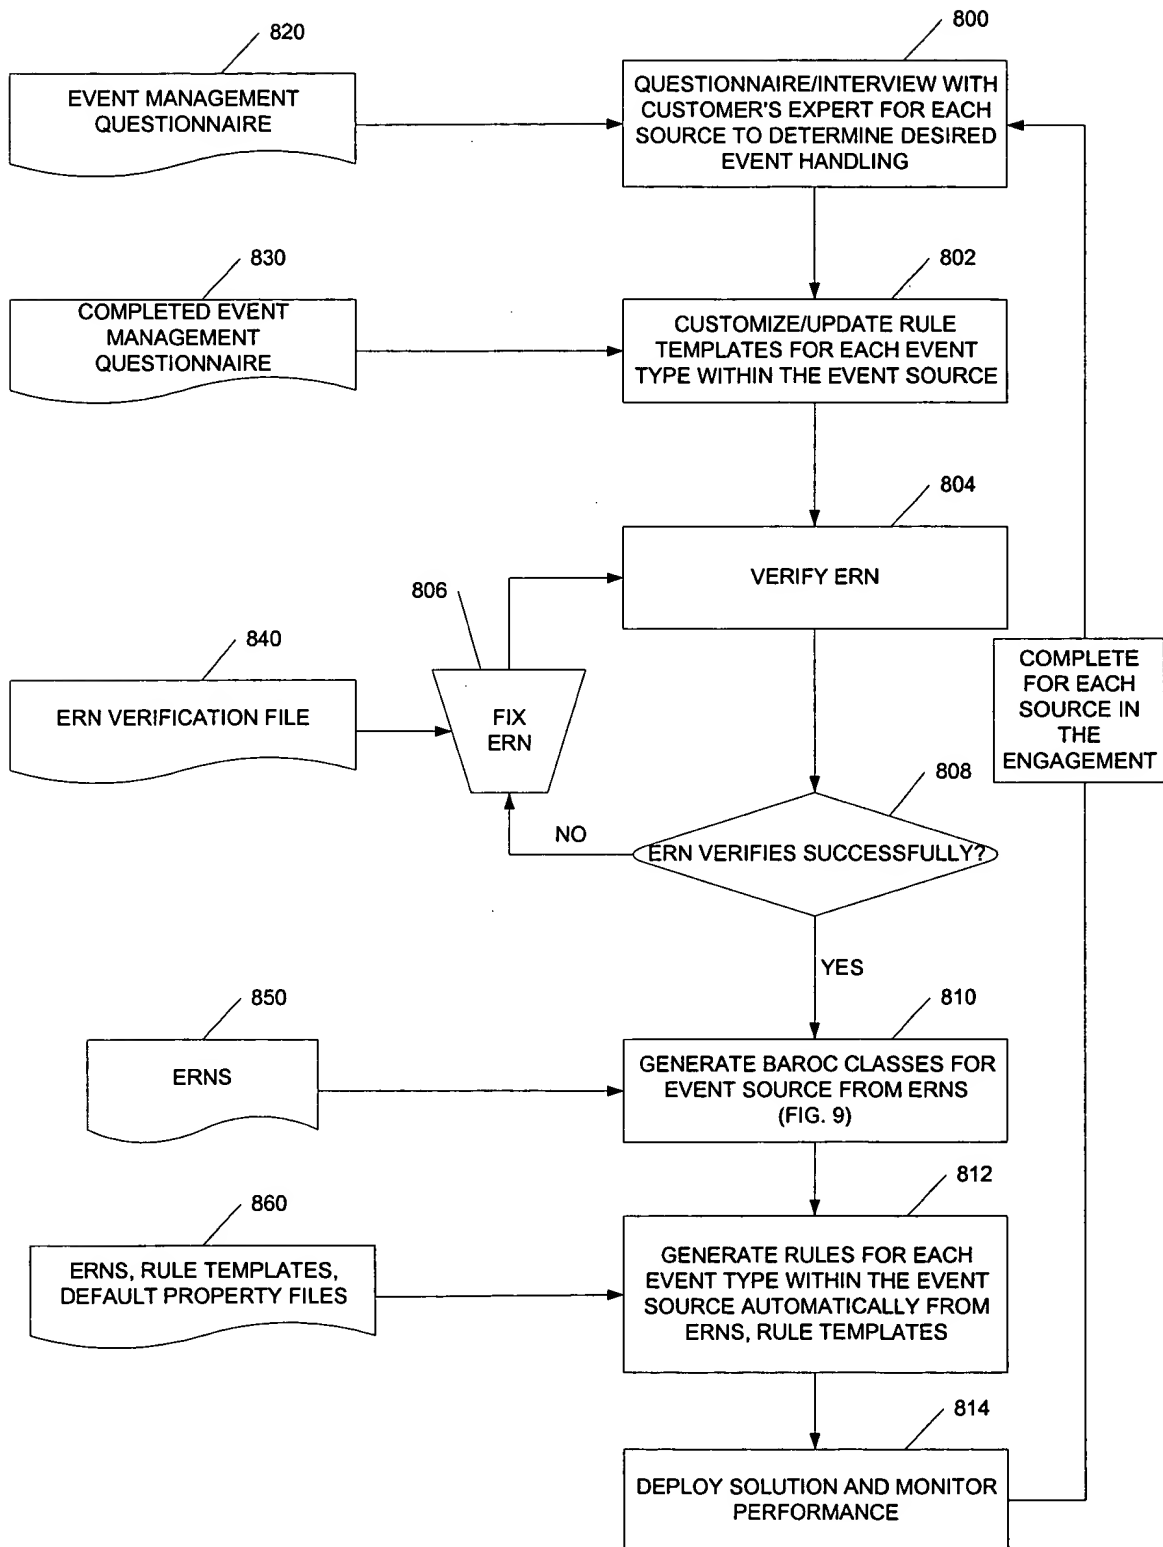 820
EVENT MANAGEMENT
QUESTIONNAIRE
800
QUESTIONNAIRE/INTERVIEW WITH
CUSTOMER'S EXPERT FOR EACH
SOURCE TO DETERMINE DESIRED
EVENT HANDLING
830
COMPLETED EVENT
MANAGEMENT
QUESTIONNAIRE
802
CUSTOMIZE/UPDATE RULE
TEMPLATES FOR EACH EVENT
TYPE WITHIN THE EVENT SOURCE
804
VERIFY ERN
806
FIX
ERN
840
ERN VERIFICATION FILE
COMPLETE
FOR EACH
SOURCE IN
THE
ENGAGEMENT
808
ERN VERIFIES SUCCESSFULLY?
NO
YES
850
ERNS
810
GENERATE BAROC CLASSES FOR
EVENT SOURCE FROM ERNS
(FIG. 9)
860
ERNS, RULE TEMPLATES,
DEFAULT PROPERTY FILES
812
GENERATE RULES FOR EACH
EVENT TYPE WITHIN THE EVENT
SOURCE AUTOMATICALLY FROM
ERNS, RULE TEMPLATES
814
DEPLOY SOLUTION AND MONITOR
PERFORMANCE